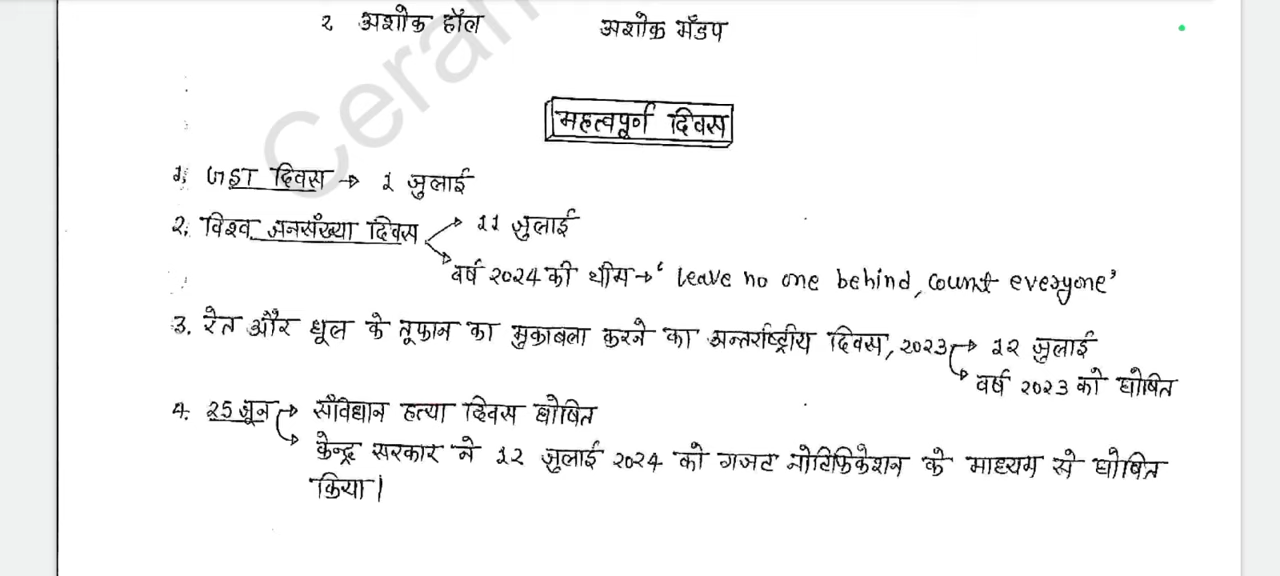 2 अशोक हॉल अशोक मँडप
महत्वपूर्ण दिवस
1, GST दिवस → 1 जुलाई
2. विश्व जनसँख्या दिवस → 11 जुलाई
→ वर्ष 2024 की थीम → ' leave no one behind, count everyone'
3. रेत और धूल के तूफान का मुकाबला करने का अन्तर्राष्ट्रीय दिवस, 2023 → 12 जुलाई
→ वर्ष 2023 को घोषित
4. 25 जून → सँविधान हत्या दिवस घोषित
→ केन्द्र सरकार ने 12 जुलाई 2024 को गजट नोटिफिकेशन के माध्यम से घोषित
किया।